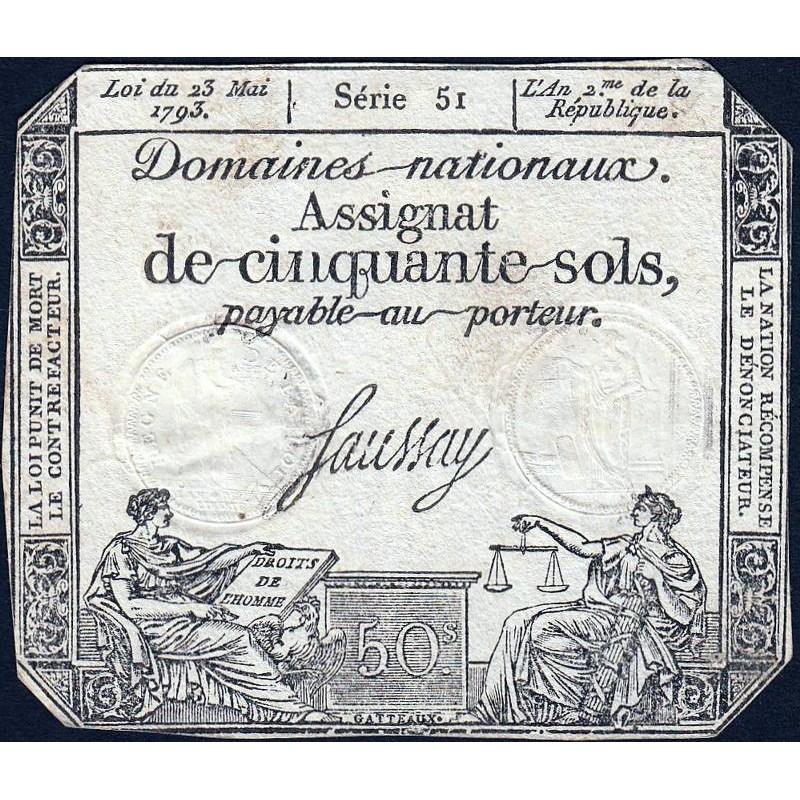 Loi du 23 Mai
1793.
Série 51
L'An 2.me de la
République.
Domaines nationaux.
Assignat
de cinquante sols,
payable au porteur.
LA LOI PUNIT DE MORT
LE CONTREFACTEUR.
LA NATION RÉCOMPENSE
LE DÉNONCIATEUR.
Saussay
DROITS
DE
L'HOMME
50.s
GATTEAUX.